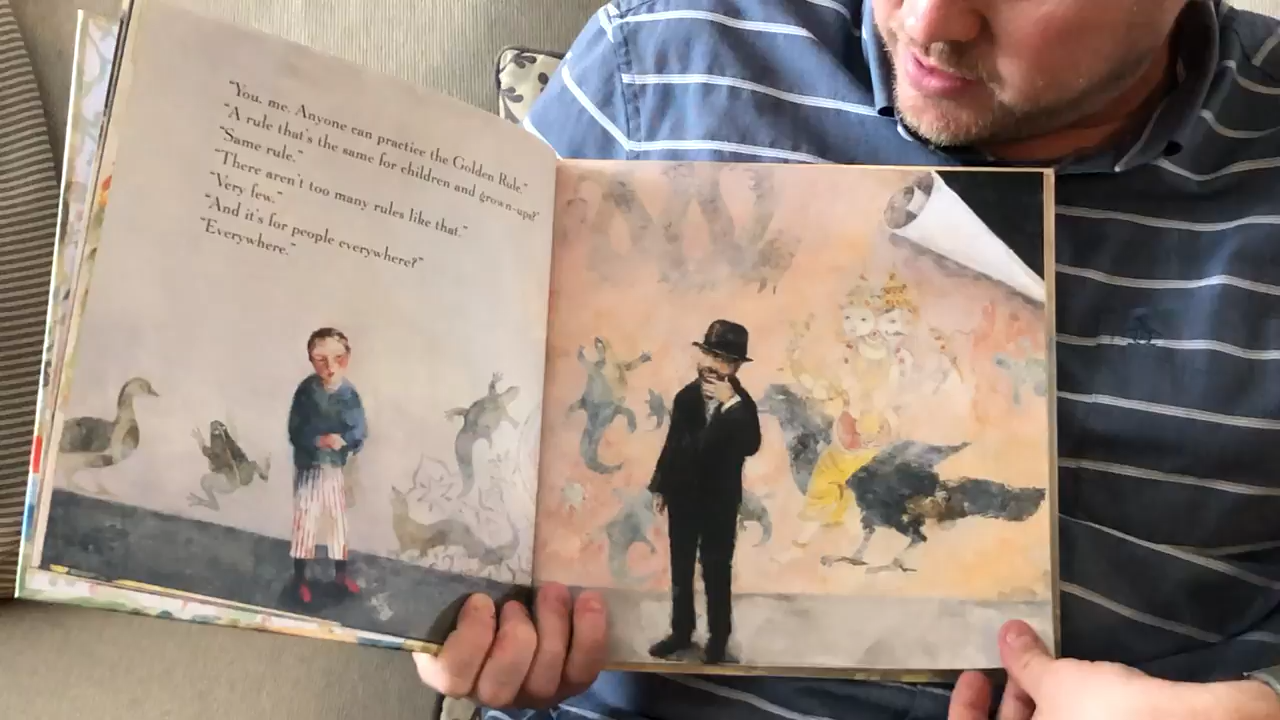 "You, me. Anyone can practice the Golden Rule."
"A rule that's the same for children and grown-ups?"
"Same rule."
"There aren't too many rules like that."
"Very few."
"And it's for people everywhere?"
"Everywhere."